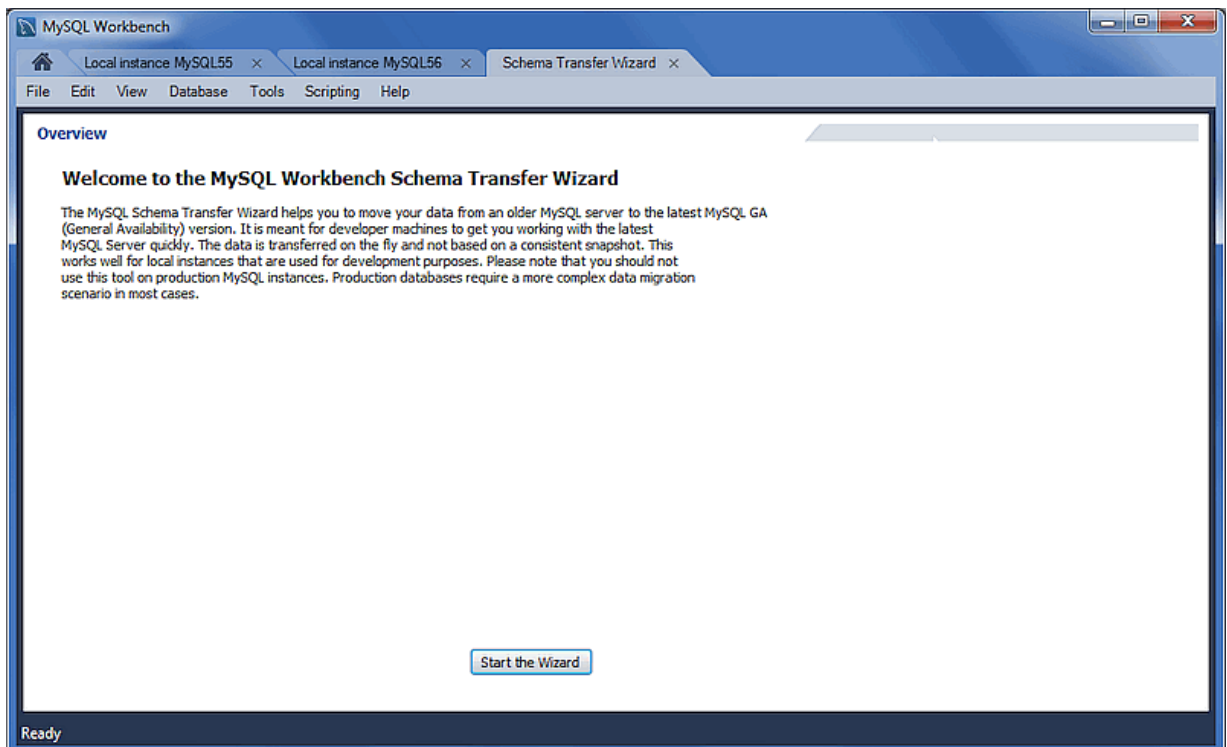 MySQL Workbench
Local instance MySQL55
Local instance MySQL56
Schema Transfer Wizard
File Edit View Database Tools Scripting Help
Overview
Welcome to the MySQL Workbench Schema Transfer Wizard
The MySQL Schema Transfer Wizard helps you to move your data from an older MySQL server to the latest MySQL GA
(General Availability) version. It is meant for developer machines to get you working with the latest
MySQL Server quickly. The data is transferred on the fly and not based on a consistent snapshot. This
works well for local instances that are used for development purposes. Please note that you should not
use this tool on production MySQL instances. Production databases require a more complex data migration
scenario in most cases.
Start the Wizard
Ready